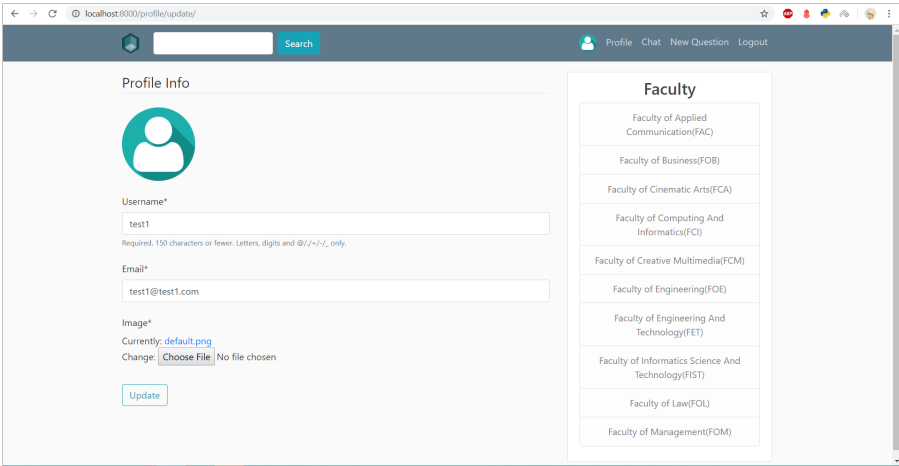 localhost:8000/profile/update/
ABP
Search
Profile Chat New Question Logout
Profile Info
Username*
test1
Required. 150 characters or fewer. Letters, digits and @/./+/-/_ only.
Email*
test1@test1.com
Image*
Currently: default.png
Change: Choose File No file chosen
Update
Faculty
Faculty of Applied
Communication(FAC)
Faculty of Business(FOB)
Faculty of Cinematic Arts(FCA)
Faculty of Computing And
Informatics(FCI)
Faculty of Creative Multimedia(FCM)
Faculty of Engineering(FOE)
Faculty of Engineering And
Technology(FET)
Faculty of Informatics Science And
Technology(FIST)
Faculty of Law(FOL)
Faculty of Management(FOM)